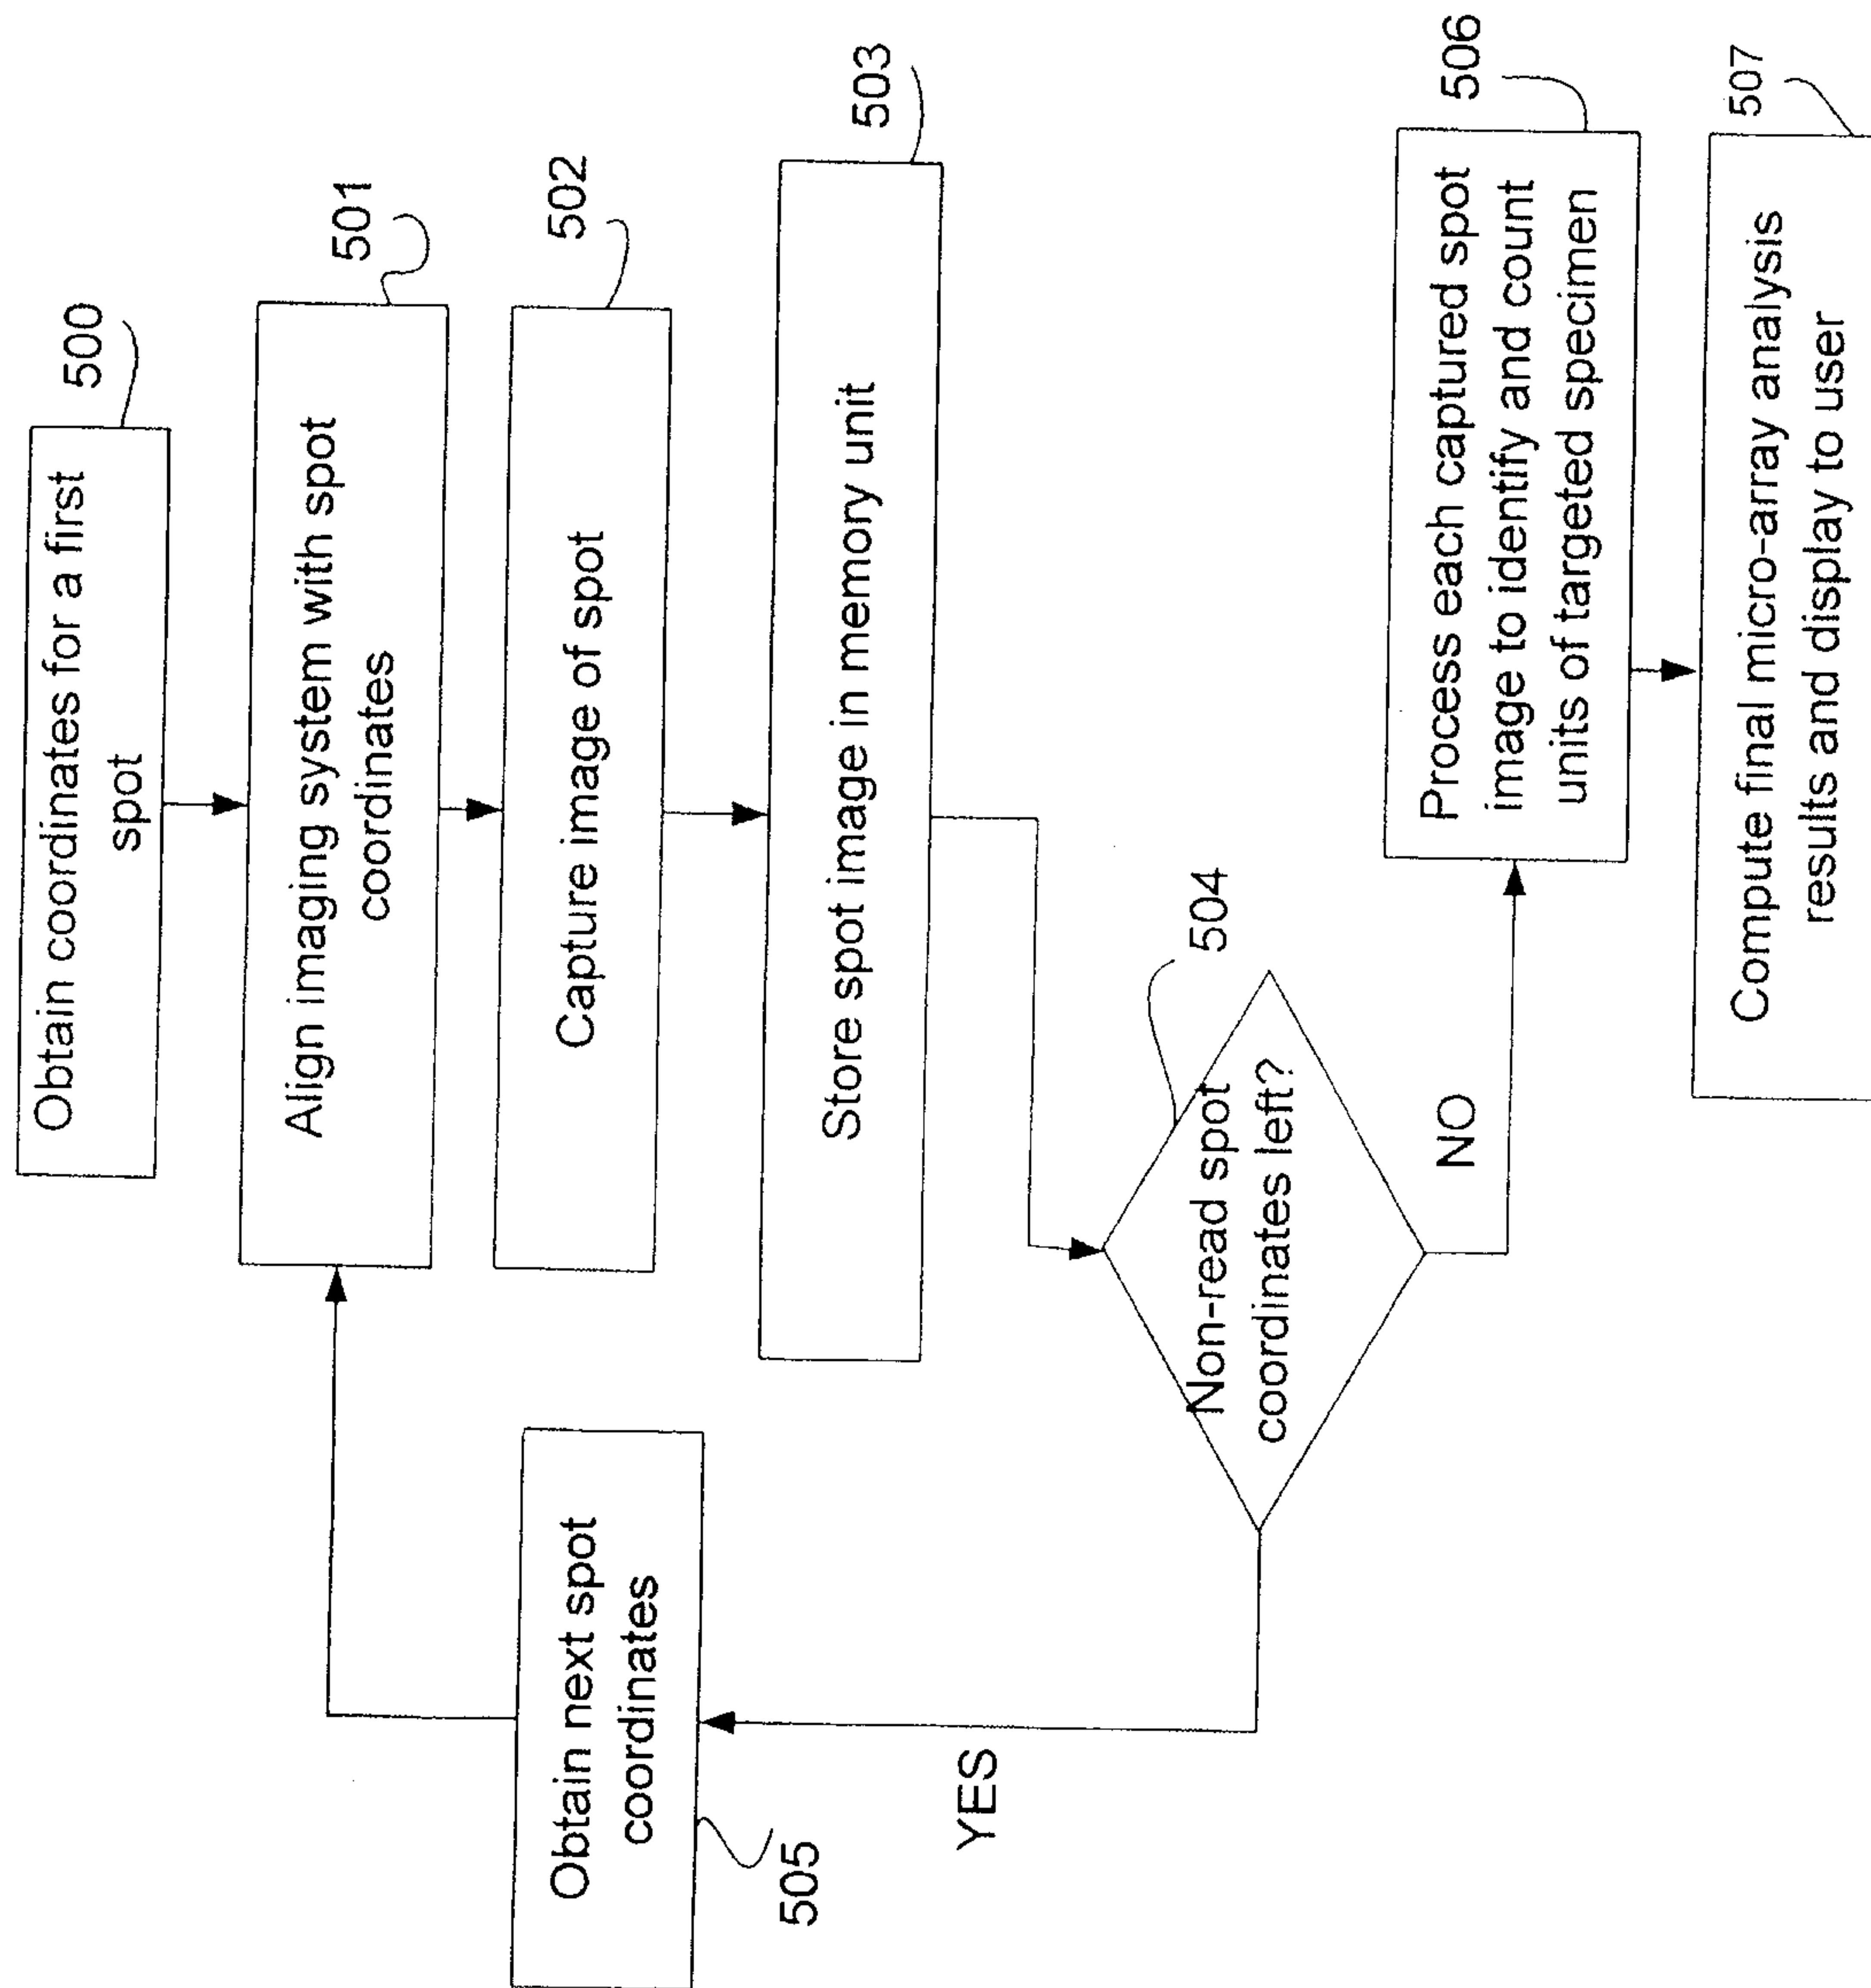 500
Obtain coordinates for a first
spot
501
Align imaging system with spot
coordinates
502
Capture image of spot
503
Store spot image in memory unit
504
Non-read spot
coordinates left?
YES
NO
505
Obtain next spot
coordinates
506
Process each captured spot
image to identify and count
units of targeted specimen
507
Compute final micro-array analysis
results and display to user